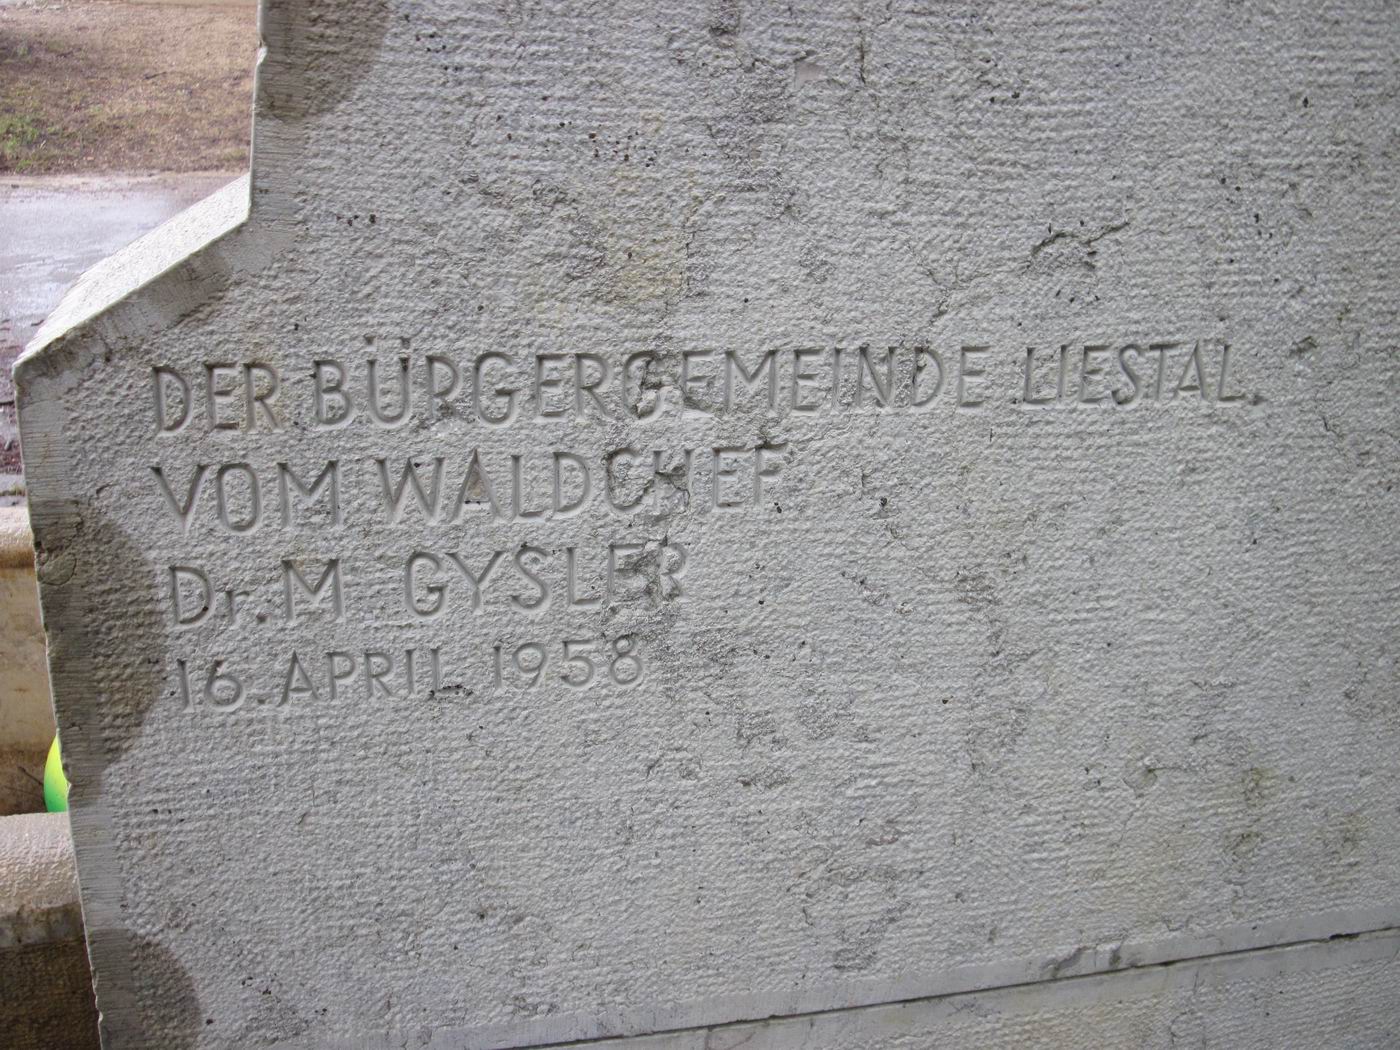 DER BÜRGERGEMEINDE LIESTAL
VOM WALDCHEF
Dr. M. GYSLER
16. APRIL 1958